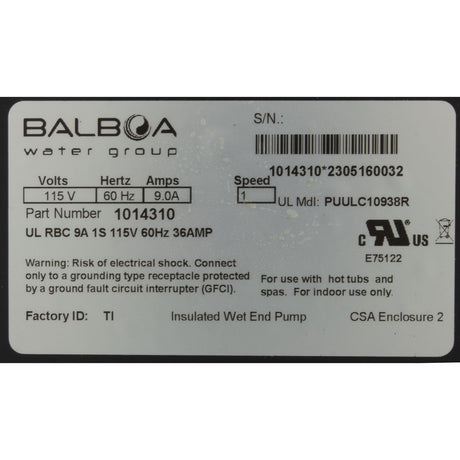 BALBOA
water group
S/N.:
1014310*2305160032
Volts Hertz Amps Speed
115 V 60 Hz 9.0A 1
UL Mdl: PUULC10938R
Part Number 1014310
UL RBC 9A 1S 115V 60Hz 36AMP
C RU US
E75122
Warning: Risk of electrical shock. Connect
only to a grounding type receptacle protected
by a ground fault circuit interrupter (GFCI).
For use with hot tubs and
spas. For indoor use only.
Factory ID: TI Insulated Wet End Pump CSA Enclosure 2